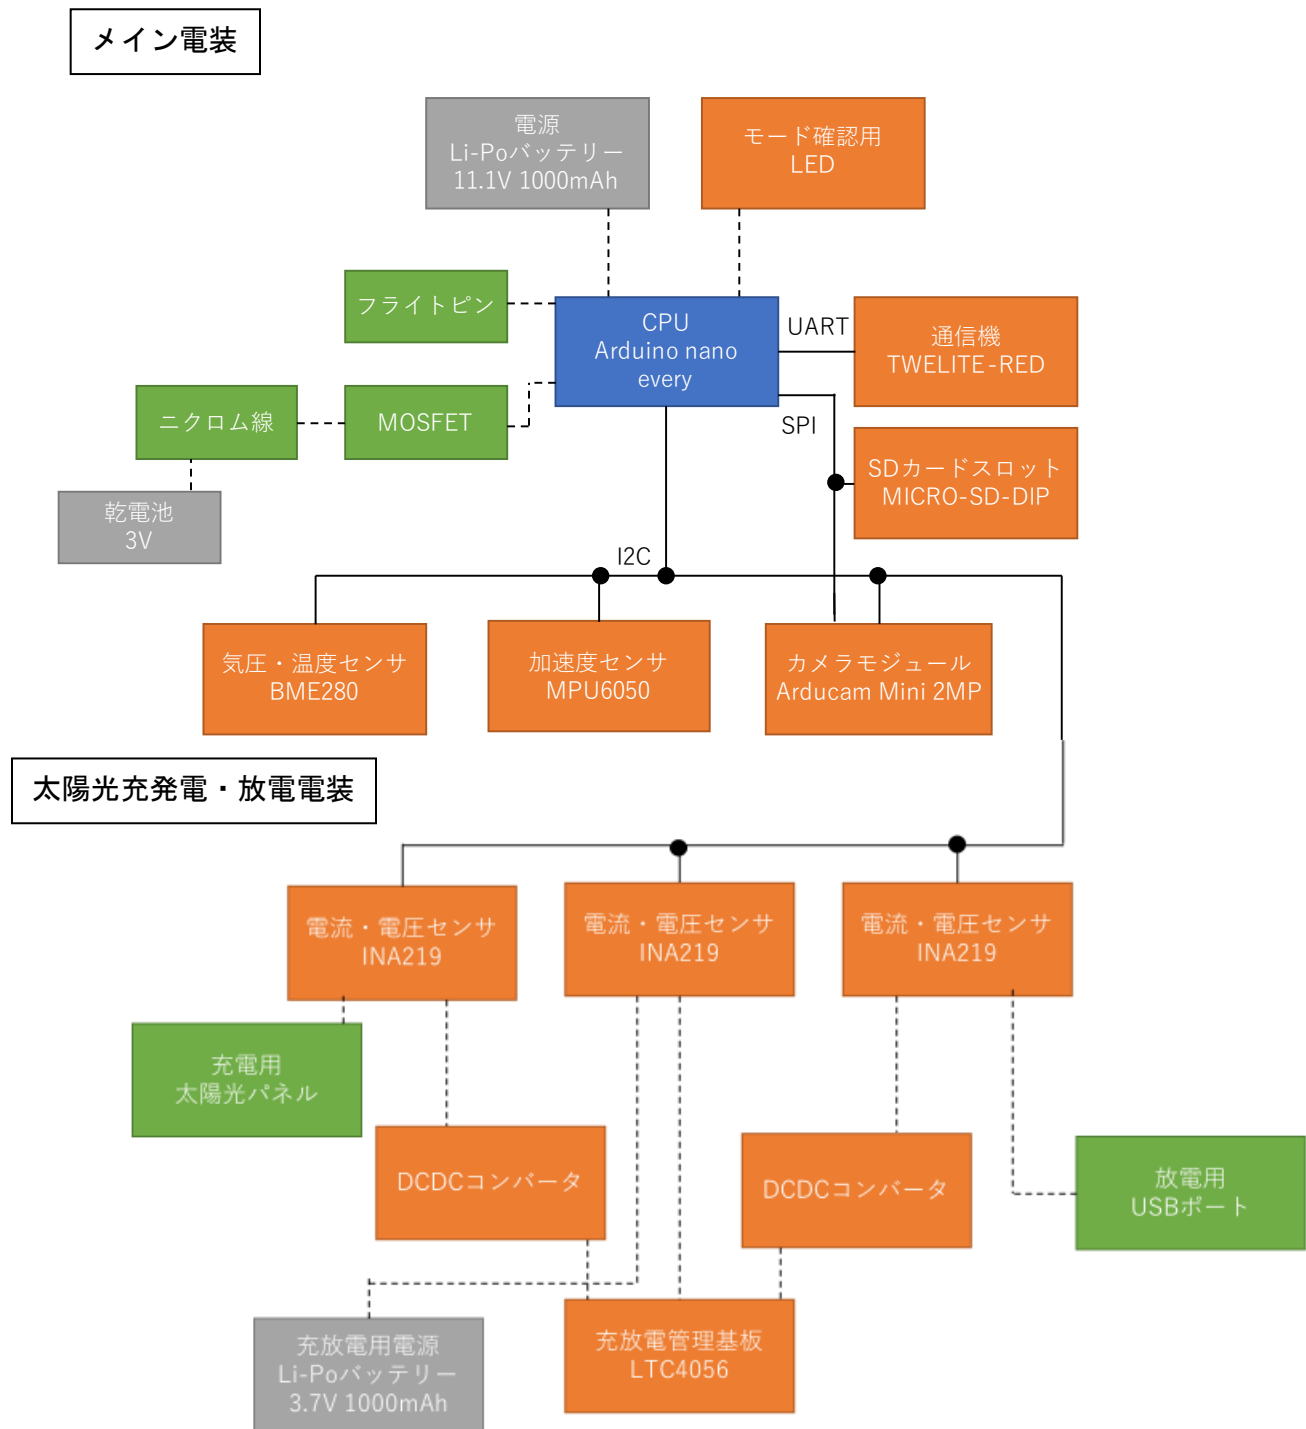 メイン電装
電源
Li-Poバッテリー
11.1V 1000mAh
モード確認用
LED
フライトピン
CPU
Arduino nano
every
UART
通信機
TWELITE-RED
ニクロム線
MOSFET
SPI
SDカードスロット
MICRO-SD-DIP
乾電池
3V
I2C
気圧・温度センサ
BME280
加速度センサ
MPU6050
カメラモジュール
Arducam Mini 2MP
太陽光充発電・放電電装
電流・電圧センサ
INA219
電流・電圧センサ
INA219
電流・電圧センサ
INA219
充電用
太陽光パネル
DCDCコンバータ
DCDCコンバータ
放電用
USBポート
充放電用電源
Li-Poバッテリー
3.7V 1000mAh
充放電管理基板
LTC4056